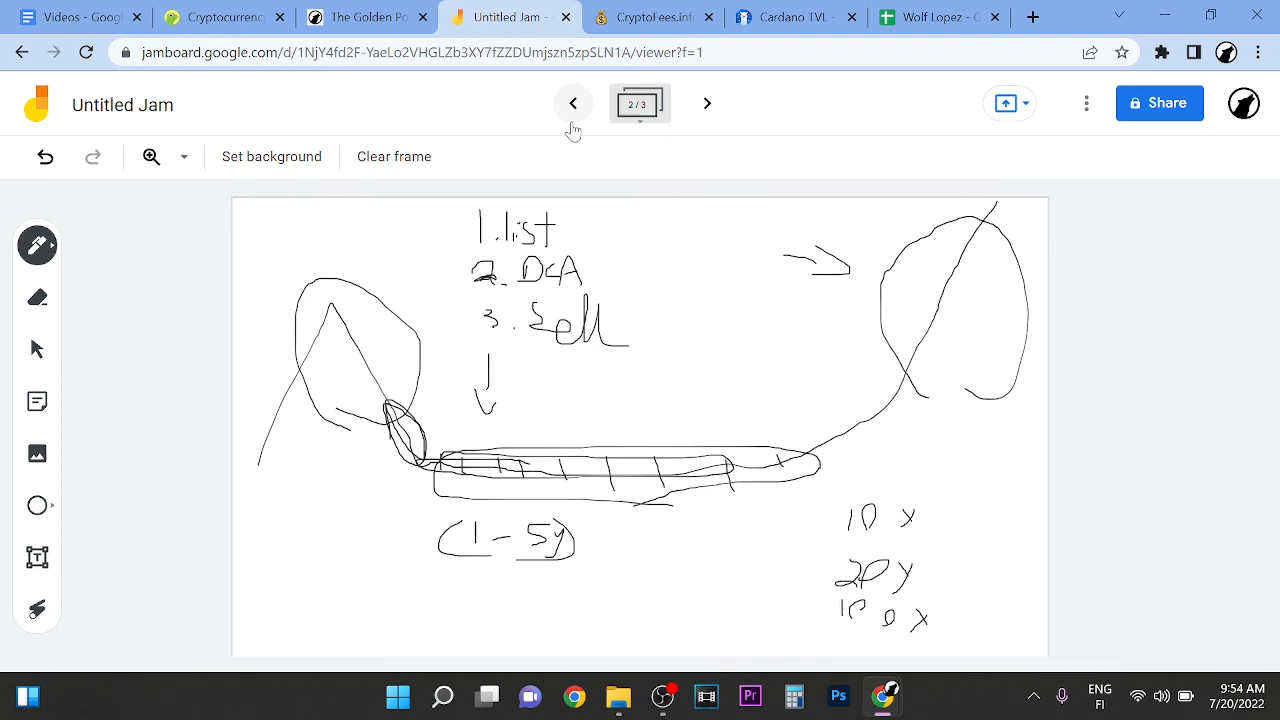 Videos - Goog
Cryptocurrenc
The Golden Po
Untitled Jam -
CryptoFees.info
Cardano TVL -
Wolf Lopez - G
jamboard.google.com/d/1NjY4fd2F-YaeLo2VHGLZb3XY7fZZDUmjszn5zpSLN1A/viewer?f=1
Untitled Jam
2 / 3
Share
Set background
Clear frame
1. list
2. DCA
3. Sell
(1 - 5y)
10 x
20 y
100 x
ENG
FI
9:54 AM
7/20/2022